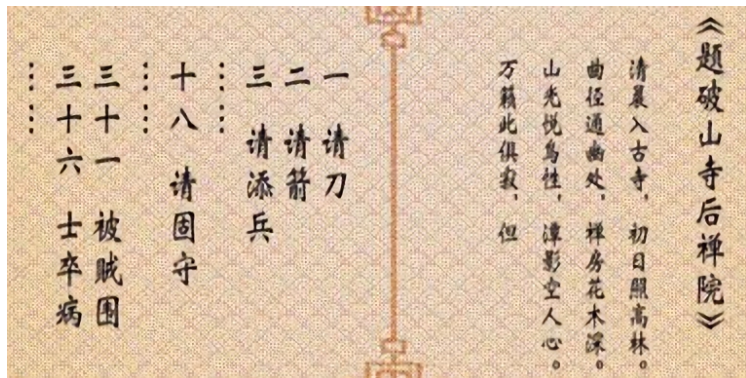 《题破山寺后禅院》
清晨入古寺，初日照高林。
曲径通幽处，禅房花木深。
山光悦鸟性，潭影空人心。
万籁此俱寂，但
一 请刀
二 请箭
三 请添兵
……
十八 请固守
……
三十一 被贼围
三十六 士卒病
……